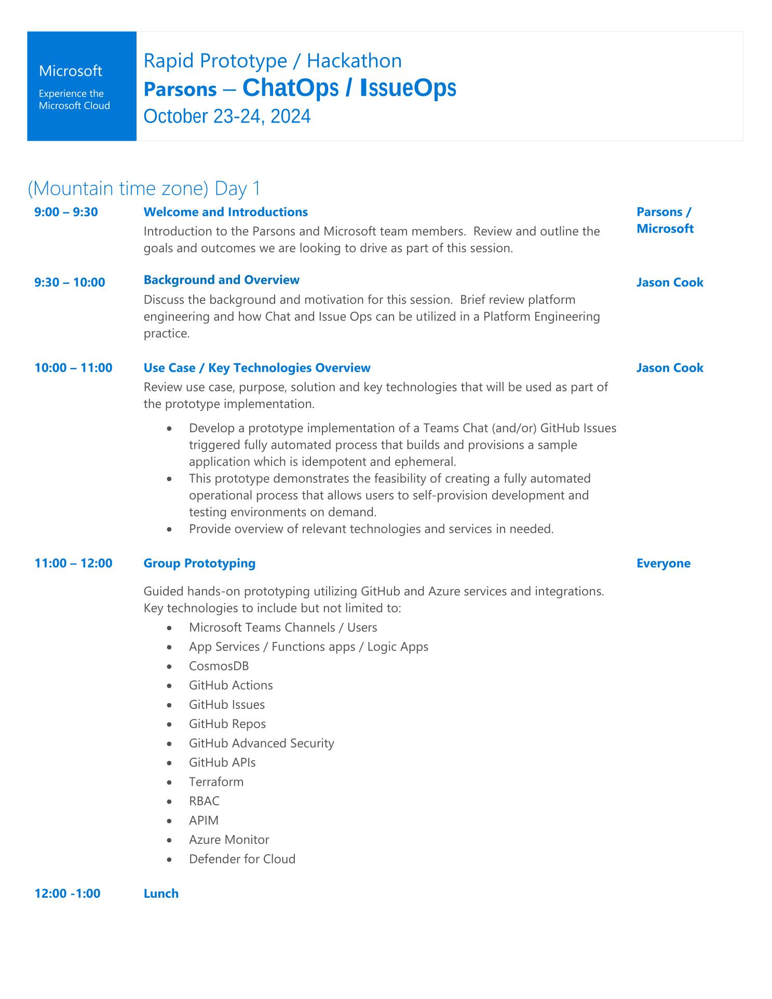 Microsoft
Experience the
Microsoft Cloud
Rapid Prototype / Hackathon
Parsons – ChatOps / IssueOps
October 23-24, 2024
(Mountain time zone) Day 1
9:00 – 9:30 Welcome and Introductions Parsons /
Microsoft
Introduction to the Parsons and Microsoft team members.  Review and outline the
goals and outcomes we are looking to drive as part of this session.
9:30 – 10:00 Background and Overview Jason Cook
Discuss the background and motivation for this session.  Brief review platform
engineering and how Chat and Issue Ops can be utilized in a Platform Engineering
practice.
10:00 – 11:00 Use Case / Key Technologies Overview Jason Cook
Review use case, purpose, solution and key technologies that will be used as part of
the prototype implementation.
• Develop a prototype implementation of a Teams Chat (and/or) GitHub Issues
triggered fully automated process that builds and provisions a sample
application which is idempotent and ephemeral.
• This prototype demonstrates the feasibility of creating a fully automated
operational process that allows users to self-provision development and
testing environments on demand.
• Provide overview of relevant technologies and services in needed.
11:00 – 12:00 Group Prototyping Everyone
Guided hands-on prototyping utilizing GitHub and Azure services and integrations.
Key technologies to include but not limited to:
• Microsoft Teams Channels / Users
• App Services / Functions apps / Logic Apps
• CosmosDB
• GitHub Actions
• GitHub Issues
• GitHub Repos
• GitHub Advanced Security
• GitHub APIs
• Terraform
• RBAC
• APIM
• Azure Monitor
• Defender for Cloud
12:00 -1:00 Lunch